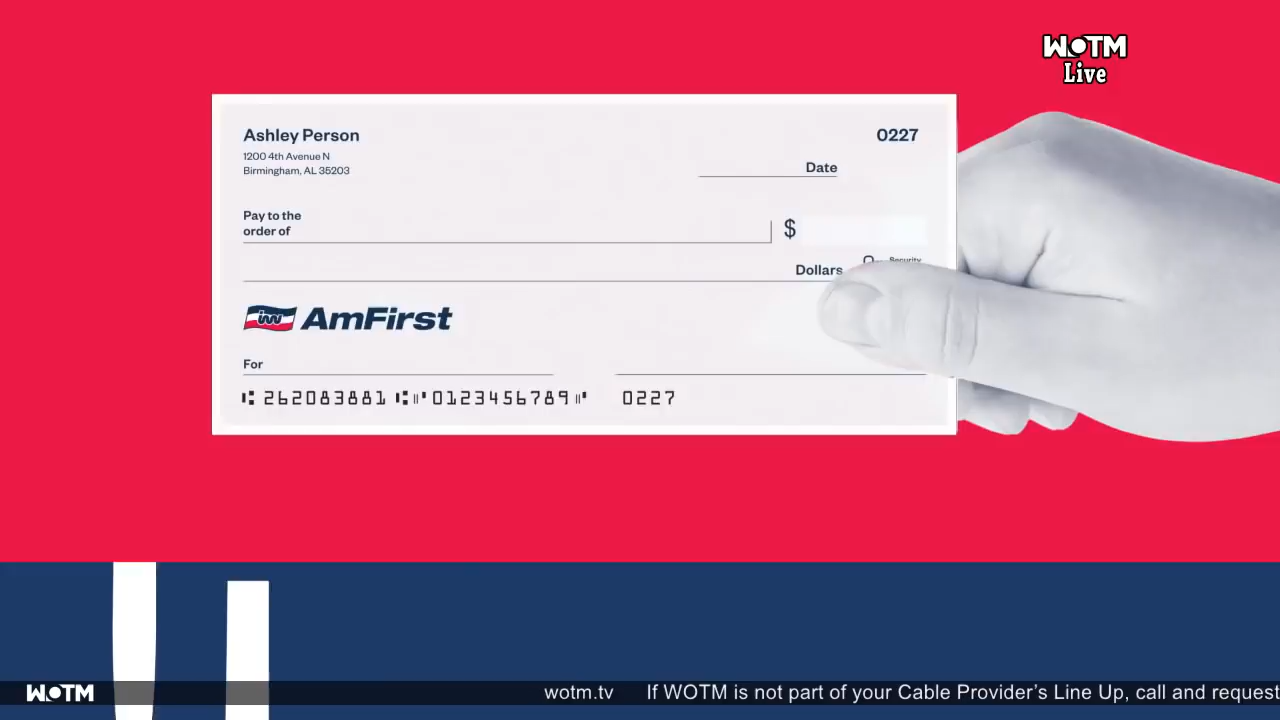 WOTM
Live
Ashley Person
0227
1200 4th Avenue N
Birmingham, AL 35203
Date
Pay to the
order of
$
Dollars
Security
AmFirst
For
262083881 0123456789 0227
WOTM
wotm.tv If WOTM is not part of your Cable Provider's Line Up, call and request